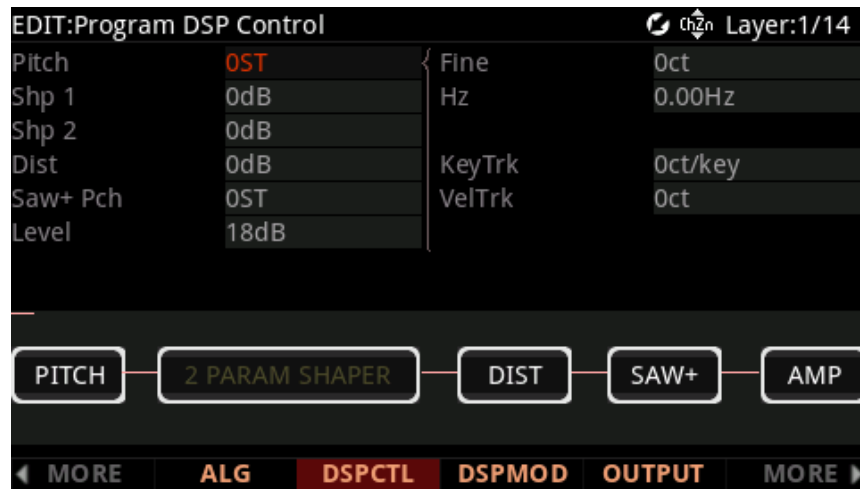 EDIT:Program DSP Control ChZn Layer:1/14
Pitch 0ST Fine 0ct
Shp 1 0dB Hz 0.00Hz
Shp 2 0dB
Dist 0dB KeyTrk 0ct/key
Saw+ Pch 0ST VelTrk 0ct
Level 18dB
PITCH 2 PARAM SHAPER DIST SAW+ AMP
MORE ALG DSPCTL DSPMOD OUTPUT MORE